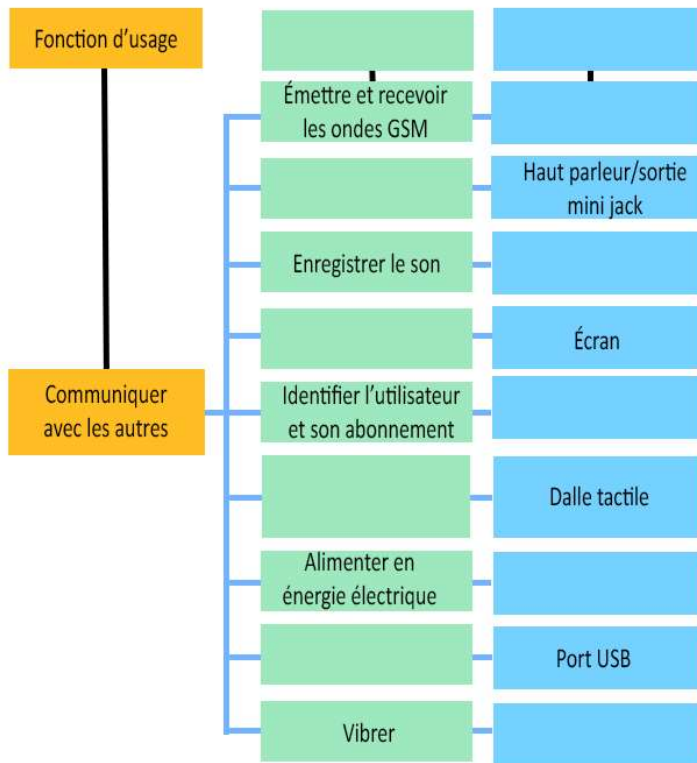 Fonction d’usage
Émettre et recevoir
les ondes GSM
Haut parleur/sortie
mini jack
Enregistrer le son
Écran
Communiquer
avec les autres
Identifier l’utilisateur
et son abonnement
Dalle tactile
Alimenter en
énergie électrique
Port USB
Vibrer